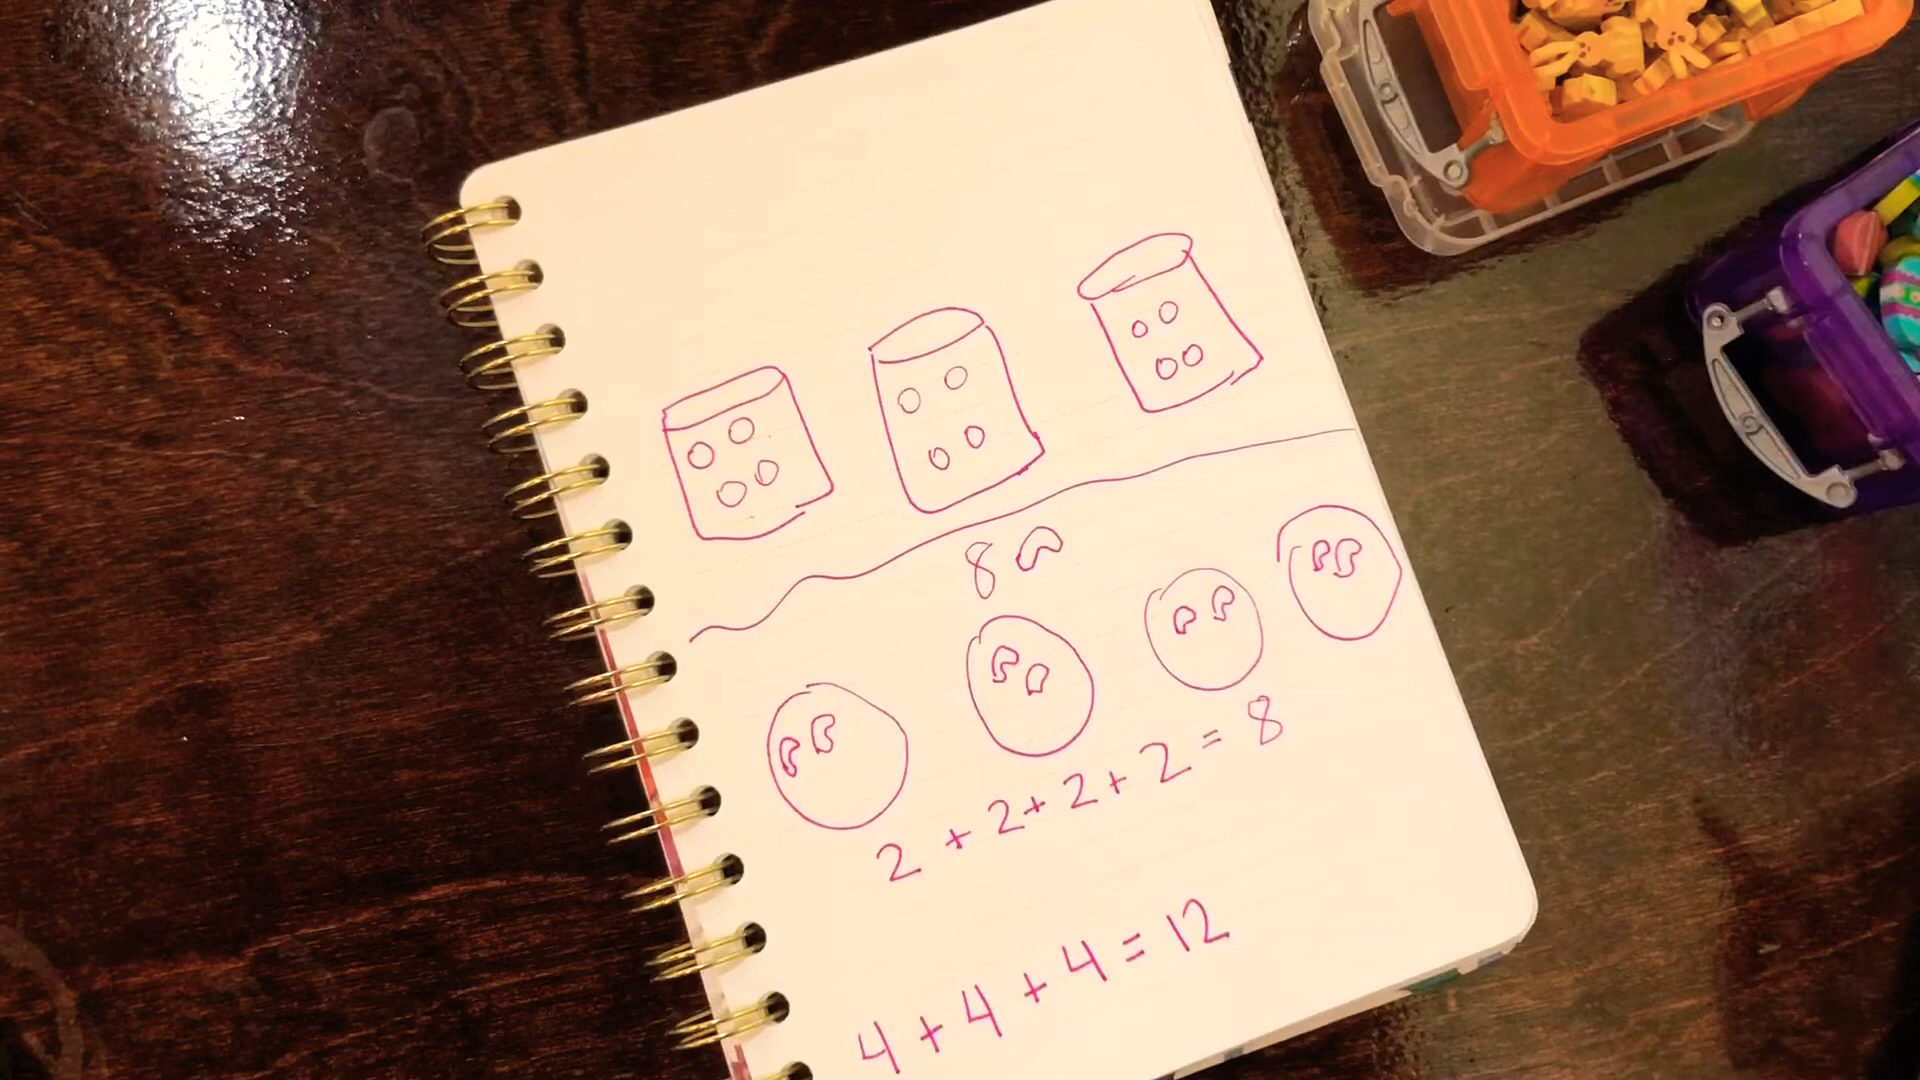 8
2 + 2 + 2 + 2 = 8
4 + 4 + 4 = 12